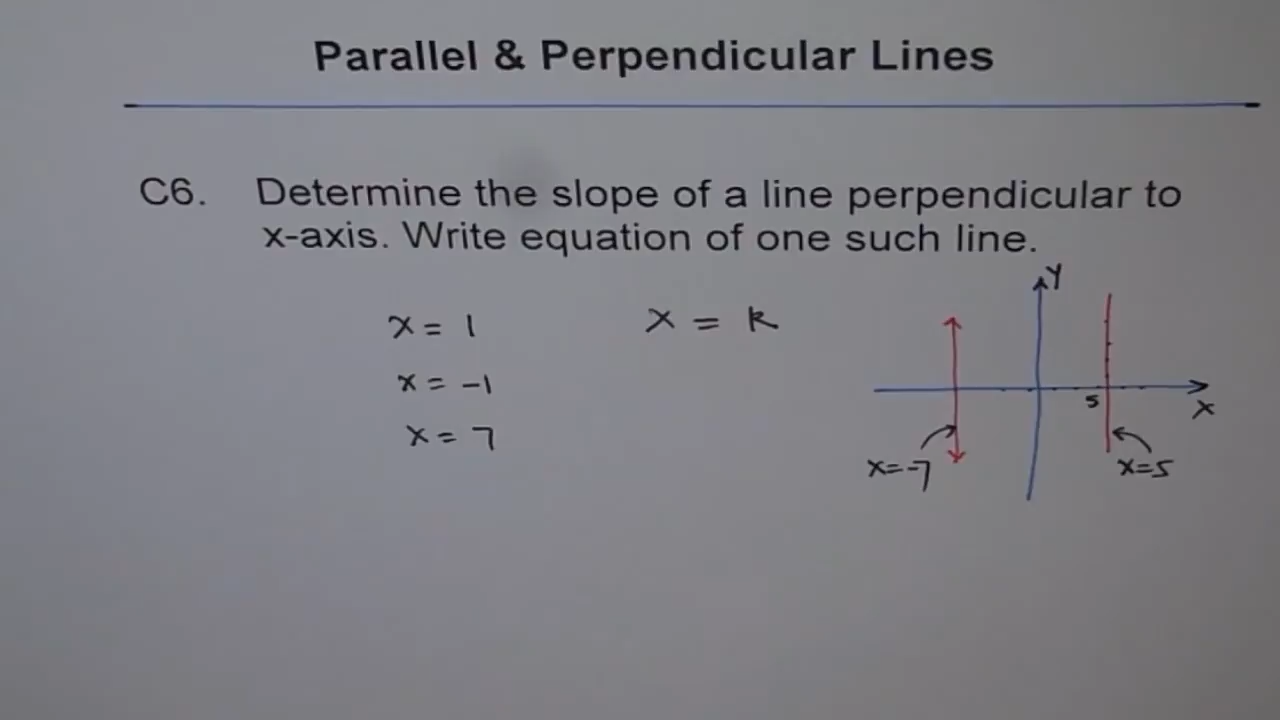 Parallel & Perpendicular Lines
C6. Determine the slope of a line perpendicular to
x-axis. Write equation of one such line.
x = 1
x = -1
x = 7
x = k
Y
5
X
x=-7
x=5